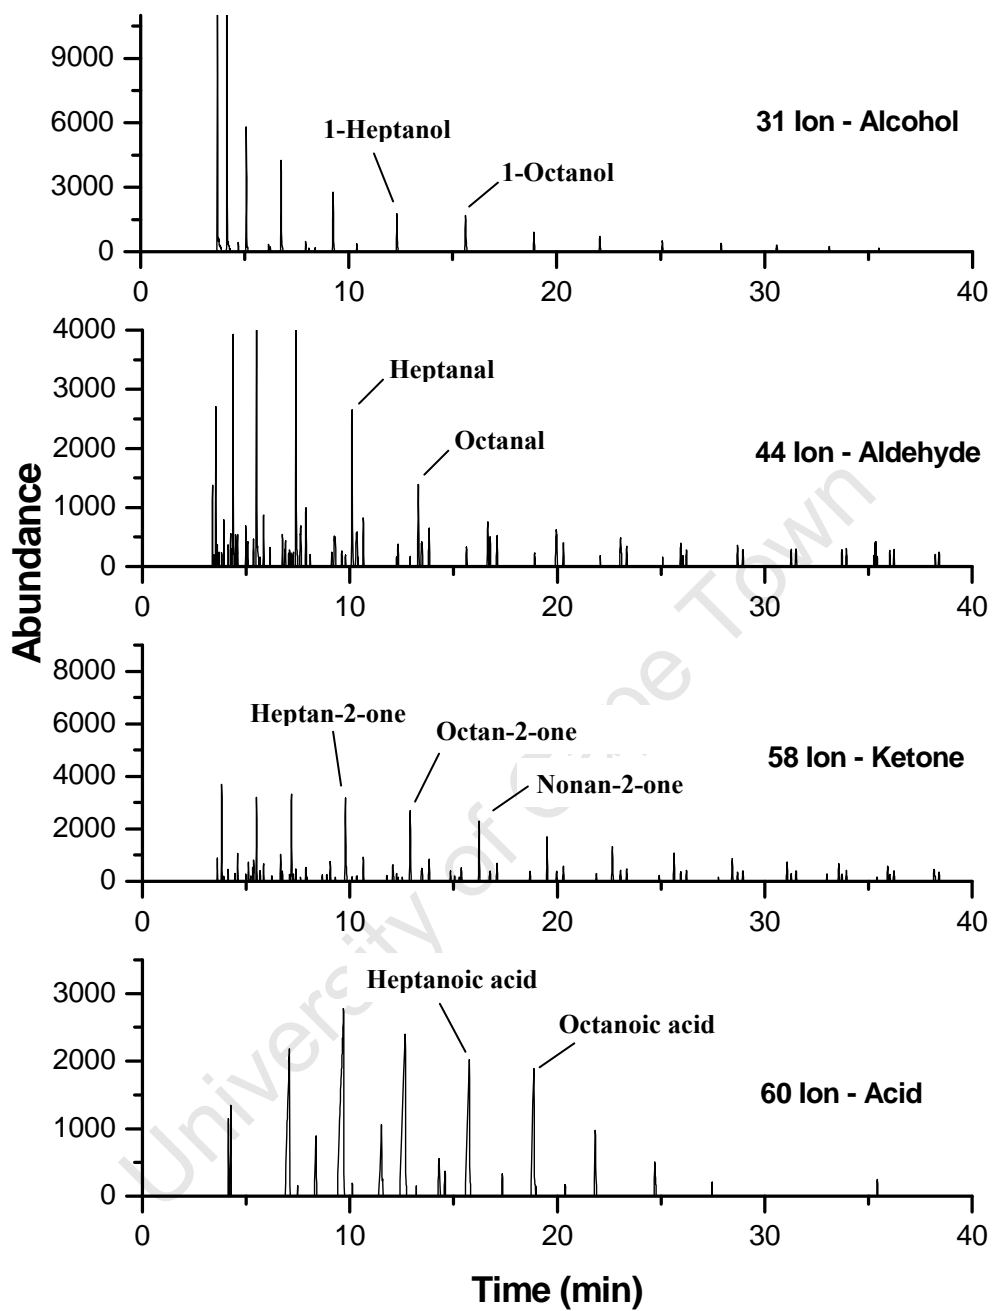 9000
6000
3000
0
1-Heptanol
1-Octanol
31 Ion - Alcohol
0 10 20 30 40
4000
3000
2000
1000
0
Heptanal
Octanal
44 Ion - Aldehyde
0 10 20 30 40
Abundance
8000
6000
4000
2000
0
Heptan-2-one
Octan-2-one
Nonan-2-one
58 Ion - Ketone
0 10 20 30 40
3000
2000
1000
0
Heptanoic acid
Octanoic acid
60 Ion - Acid
0 10 20 30 40
Time (min)
University of Cape Town